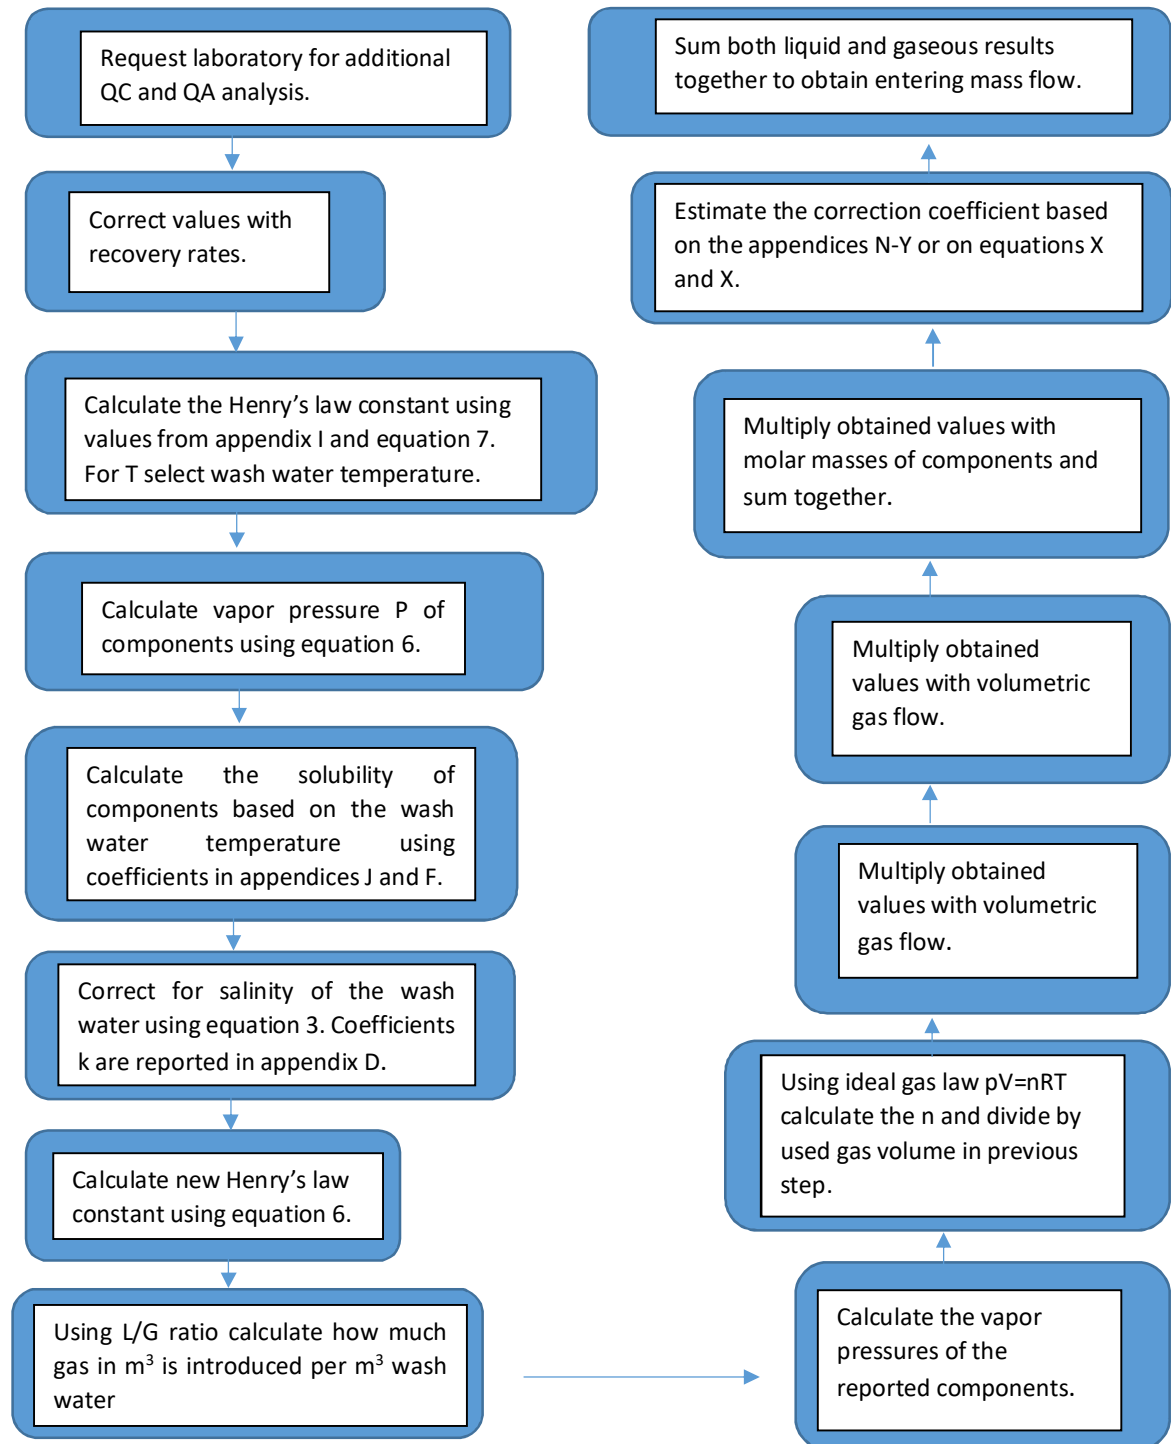 Request laboratory for additional
QC and QA analysis.
Correct values with
recovery rates.
Calculate the Henry’s law constant using
values from appendix I and equation 7.
For T select wash water temperature.
Calculate vapor pressure P of
components using equation 6.
Calculate the solubility of
components based on the wash
water temperature using
coefficients in appendices J and F.
Correct for salinity of the wash
water using equation 3. Coefficients
k are reported in appendix D.
Calculate new Henry’s law
constant using equation 6.
Using L/G ratio calculate how much
gas in m³ is introduced per m³ wash
water
Calculate the vapor
pressures of the
reported components.
Using ideal gas law pV=nRT
calculate the n and divide by
used gas volume in previous
step.
Multiply obtained
values with volumetric
gas flow.
Multiply obtained
values with volumetric
gas flow.
Multiply obtained values with
molar masses of components and
sum together.
Estimate the correction coefficient based
on the appendices N-Y or on equations X
and X.
Sum both liquid and gaseous results
together to obtain entering mass flow.